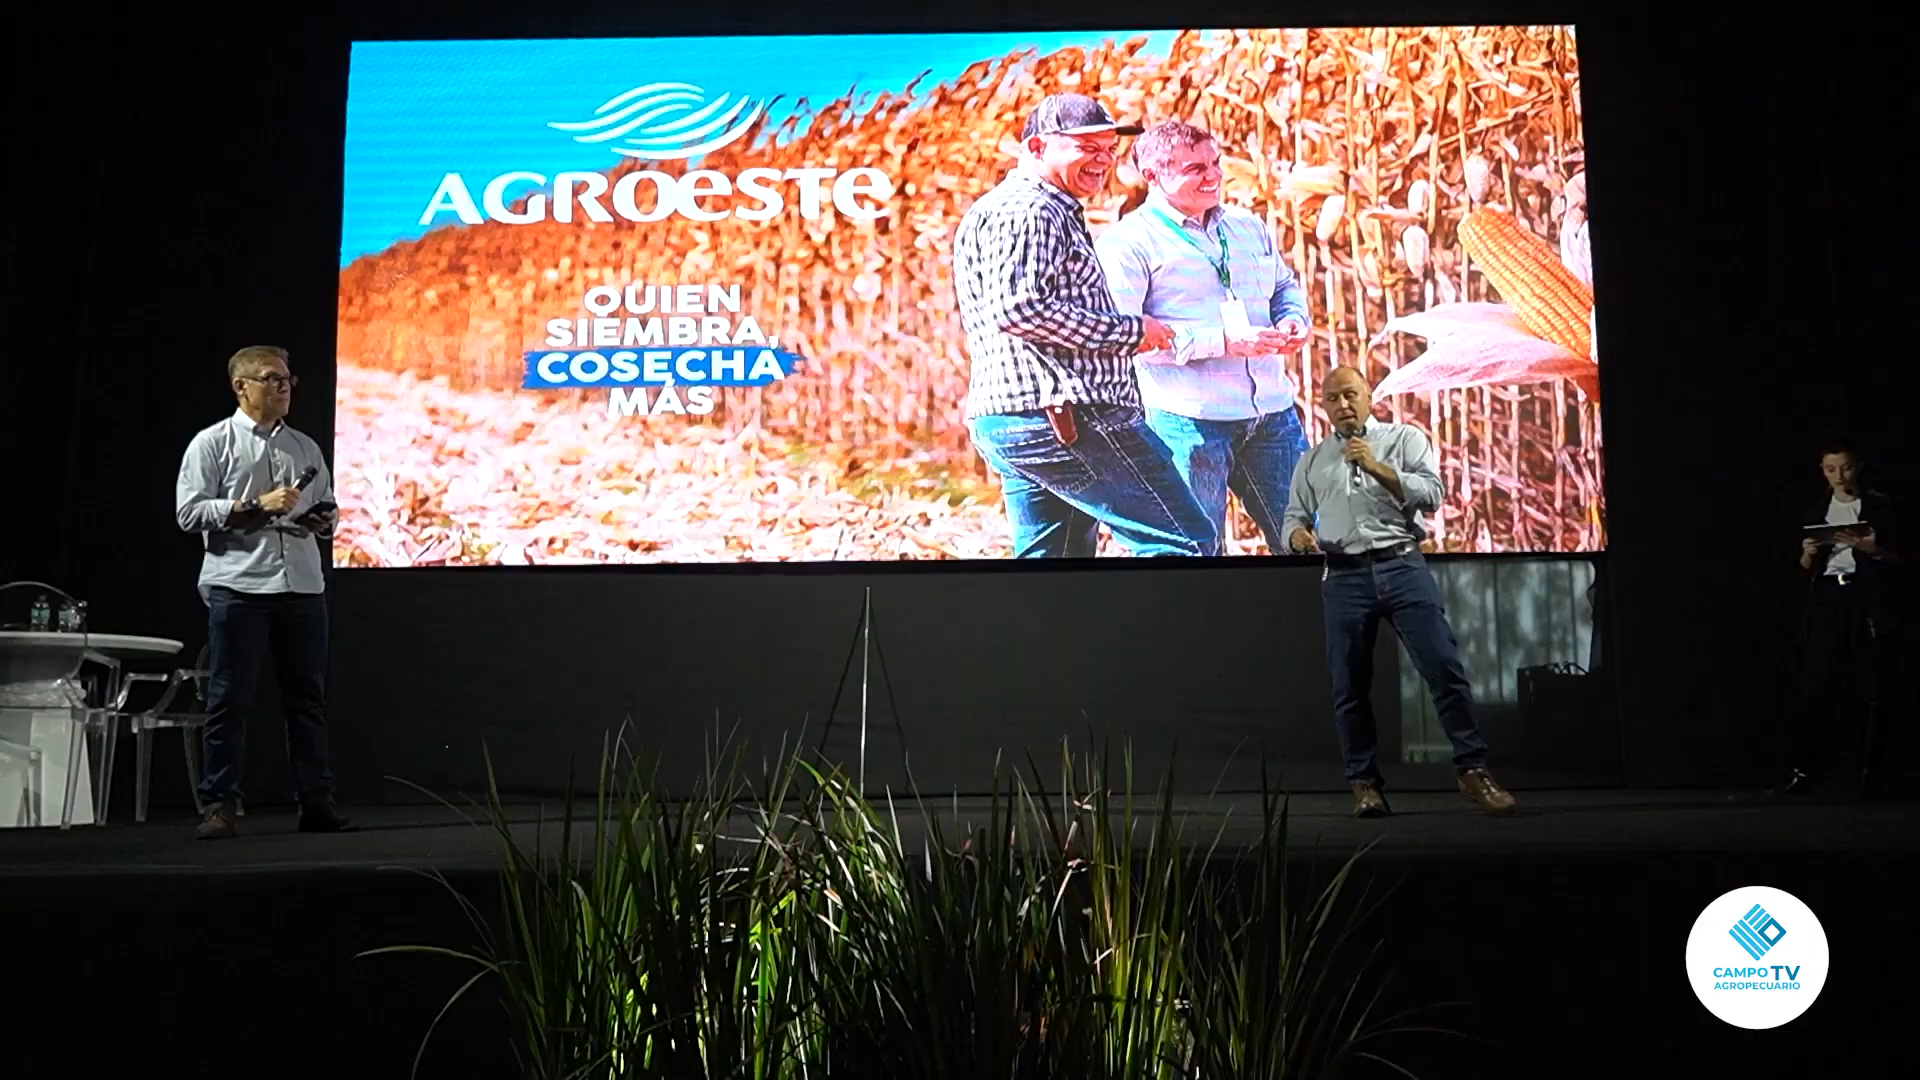 AGROESTE
QUIEN
SIEMBRA,
COSECHA
MÁS
CAMPO TV
AGROPECUARIO